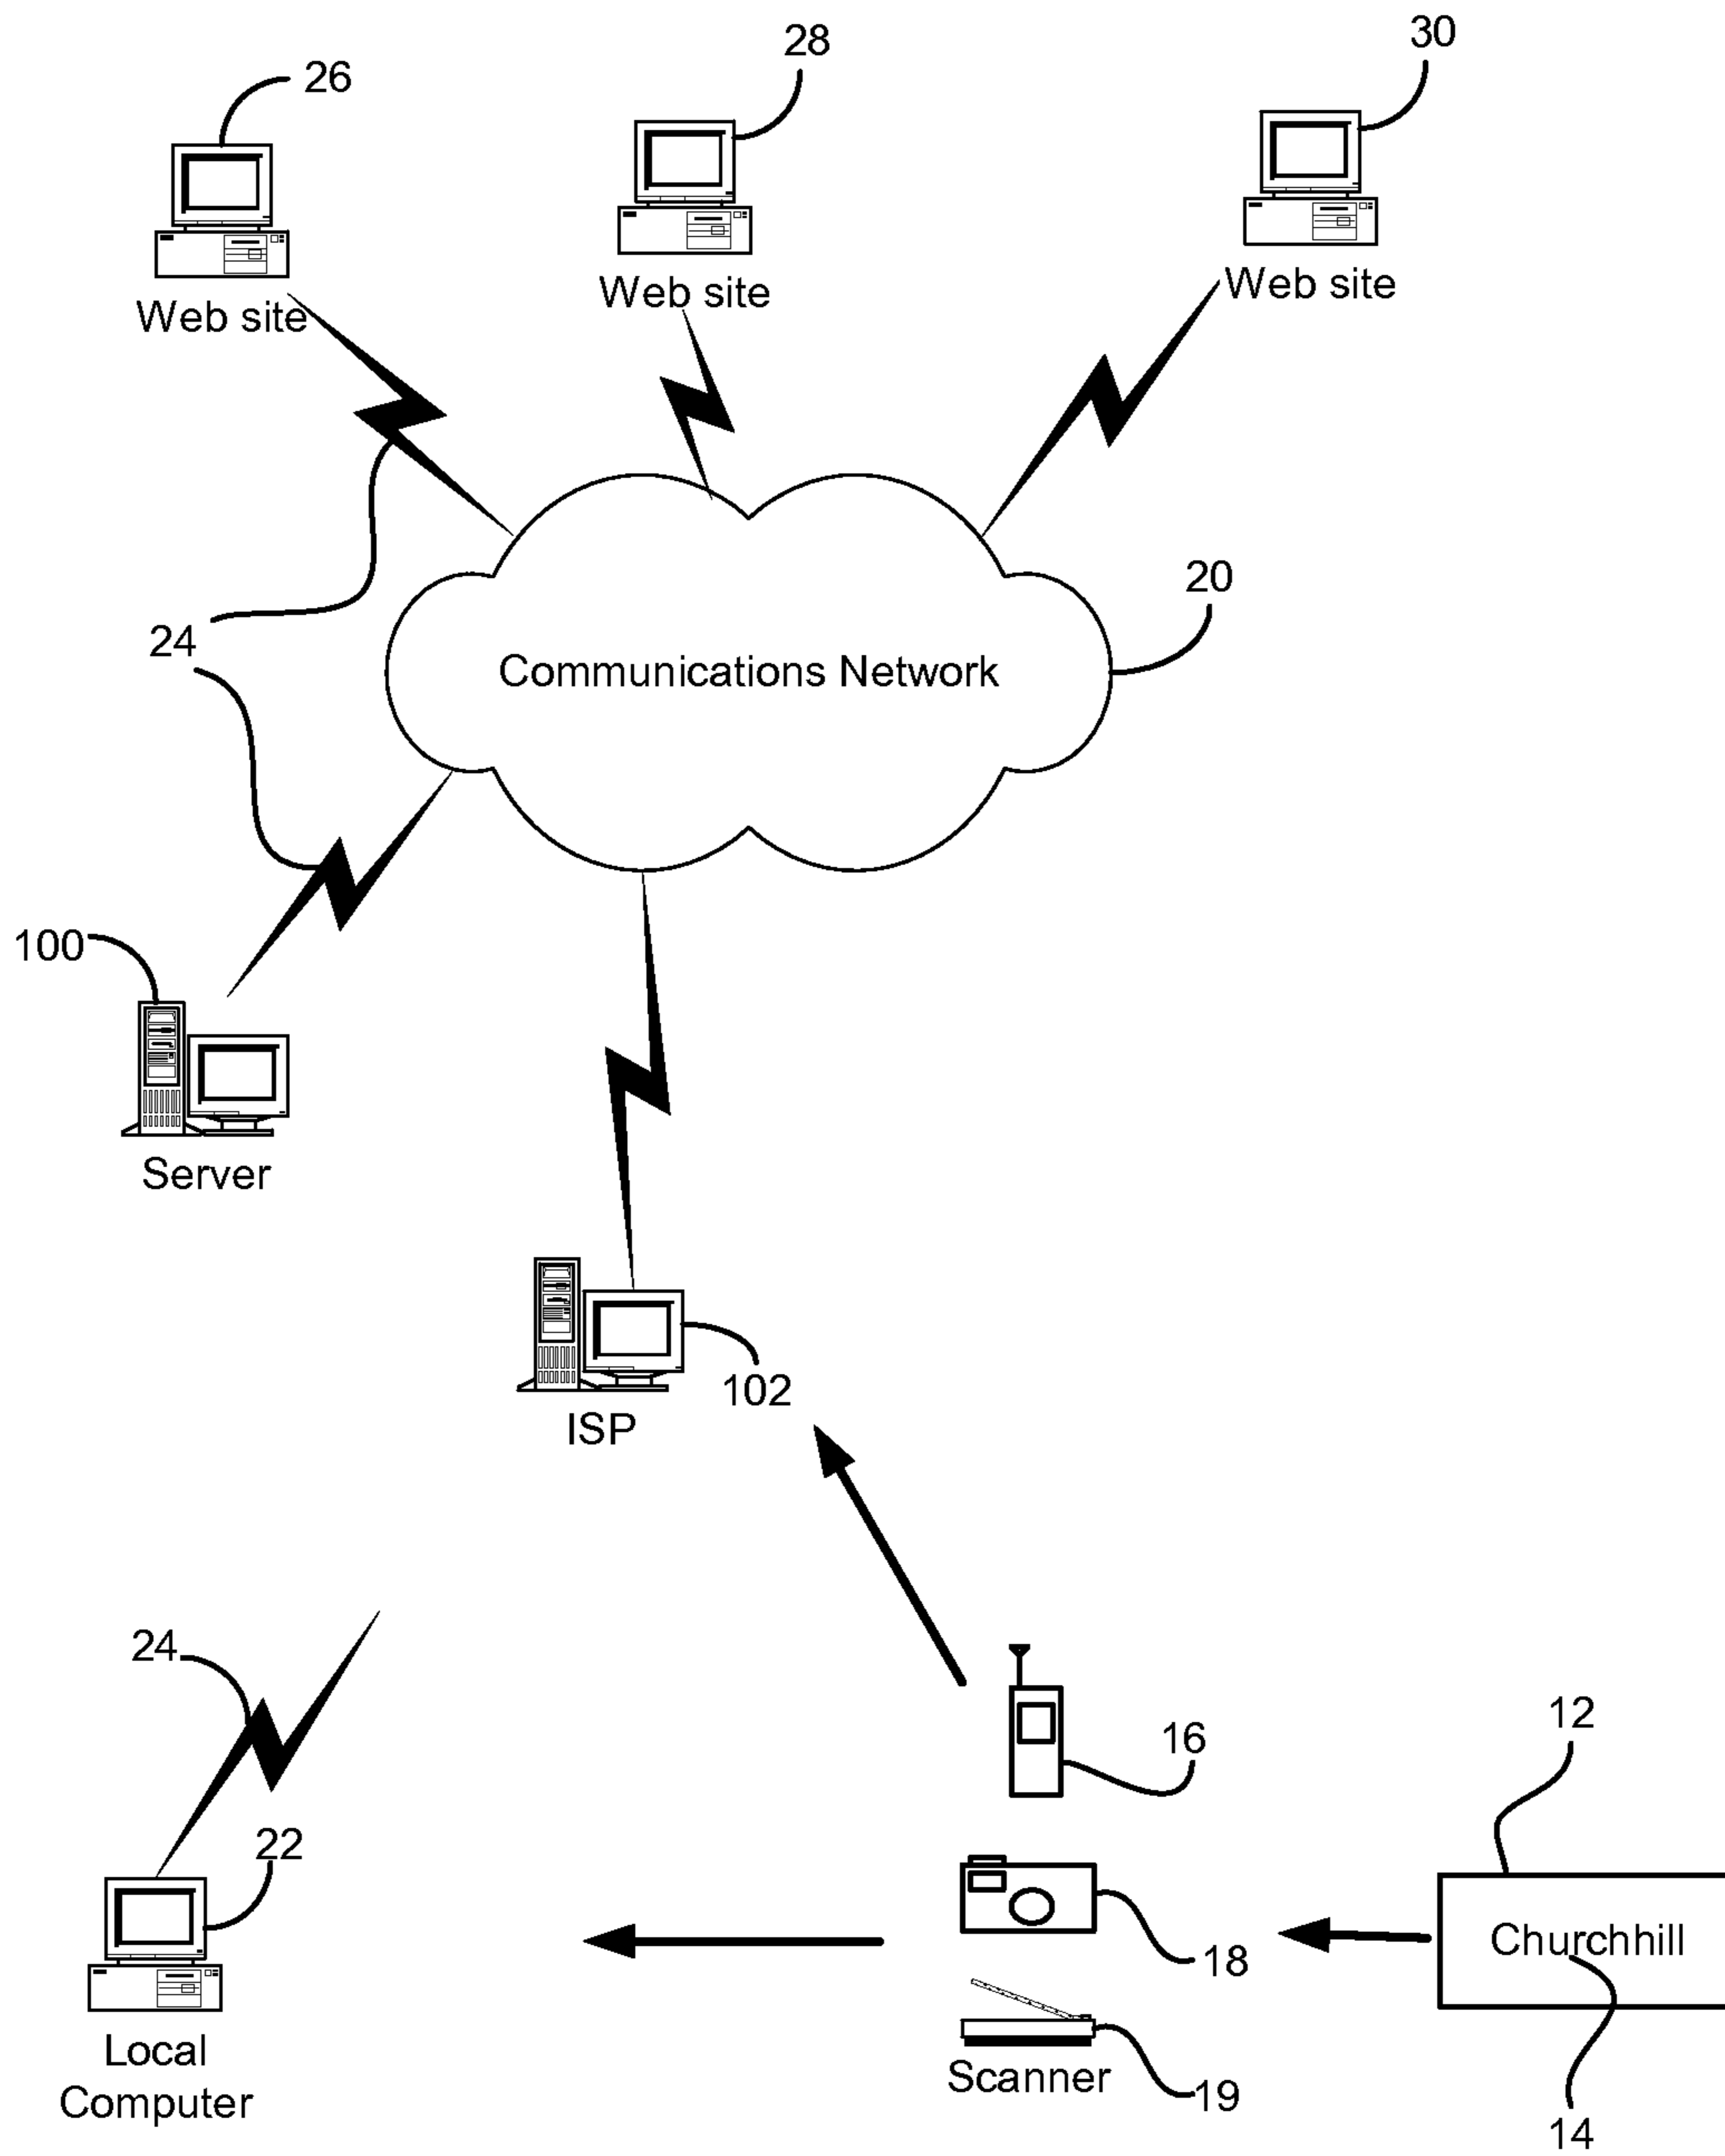 28
30
26
Web site
Web site
Web site
20
24
Communications Network
100
Server
102
ISP
24
12
16
22
Churchhill
18
Local
Computer
Scanner
19
14